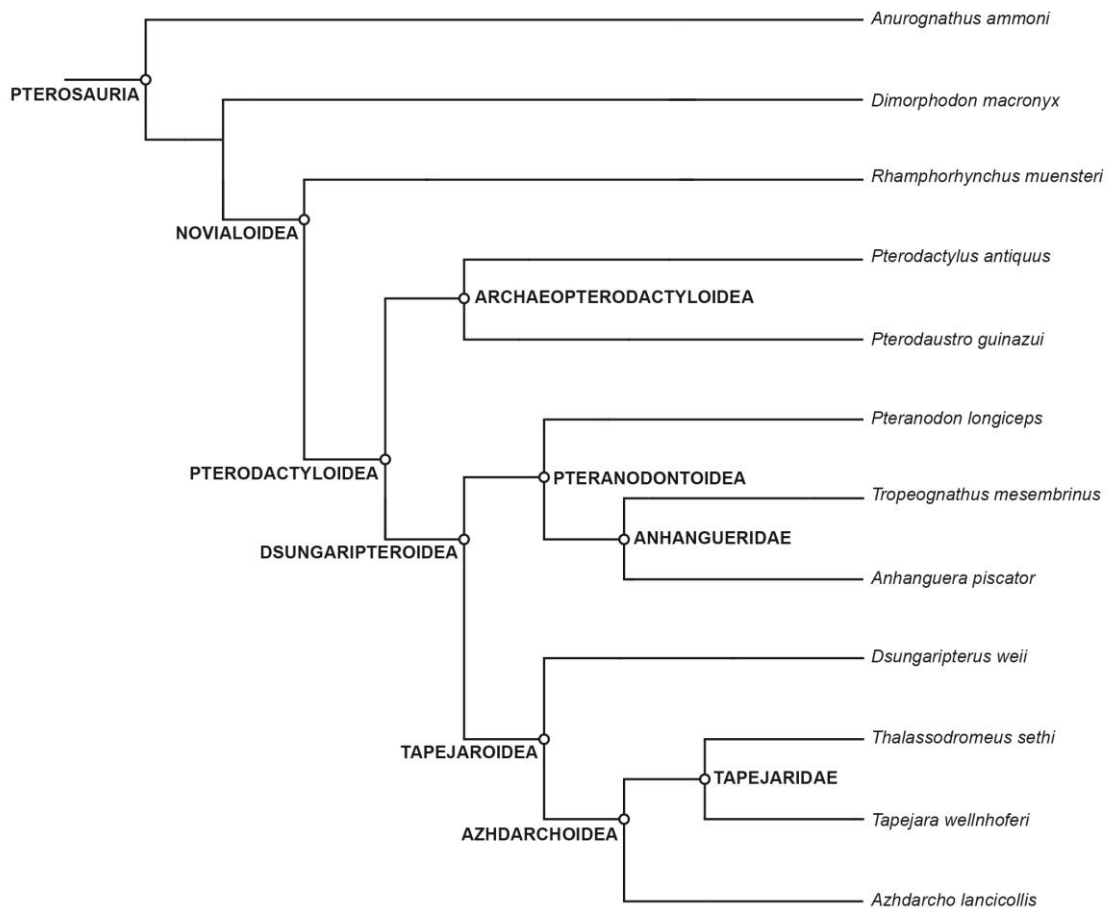 Anurognathus ammoni
PTEROSAURIA
Dimorphodon macronyx
Rhamphorhynchus muensteri
NOVIALOIDEA
Pterodactylus antiquus
ARCHAEOPTERODACTYLOIDEA
Pterodaustro guinazui
Pteranodon longiceps
PTERODACTYLOIDEA
PTERANODONTOIDEA
Tropeognathus mesembrinus
ANHANGUERIDAE
DSUNGARIPTEROIDEA
Anhanguera piscator
Dsungaripterus weii
Thalassodromeus sethi
TAPEJAROIDEA
TAPEJARIDAE
Tapejara wellnhoferi
AZHDARCHOIDEA
Azhdarcho lancicollis